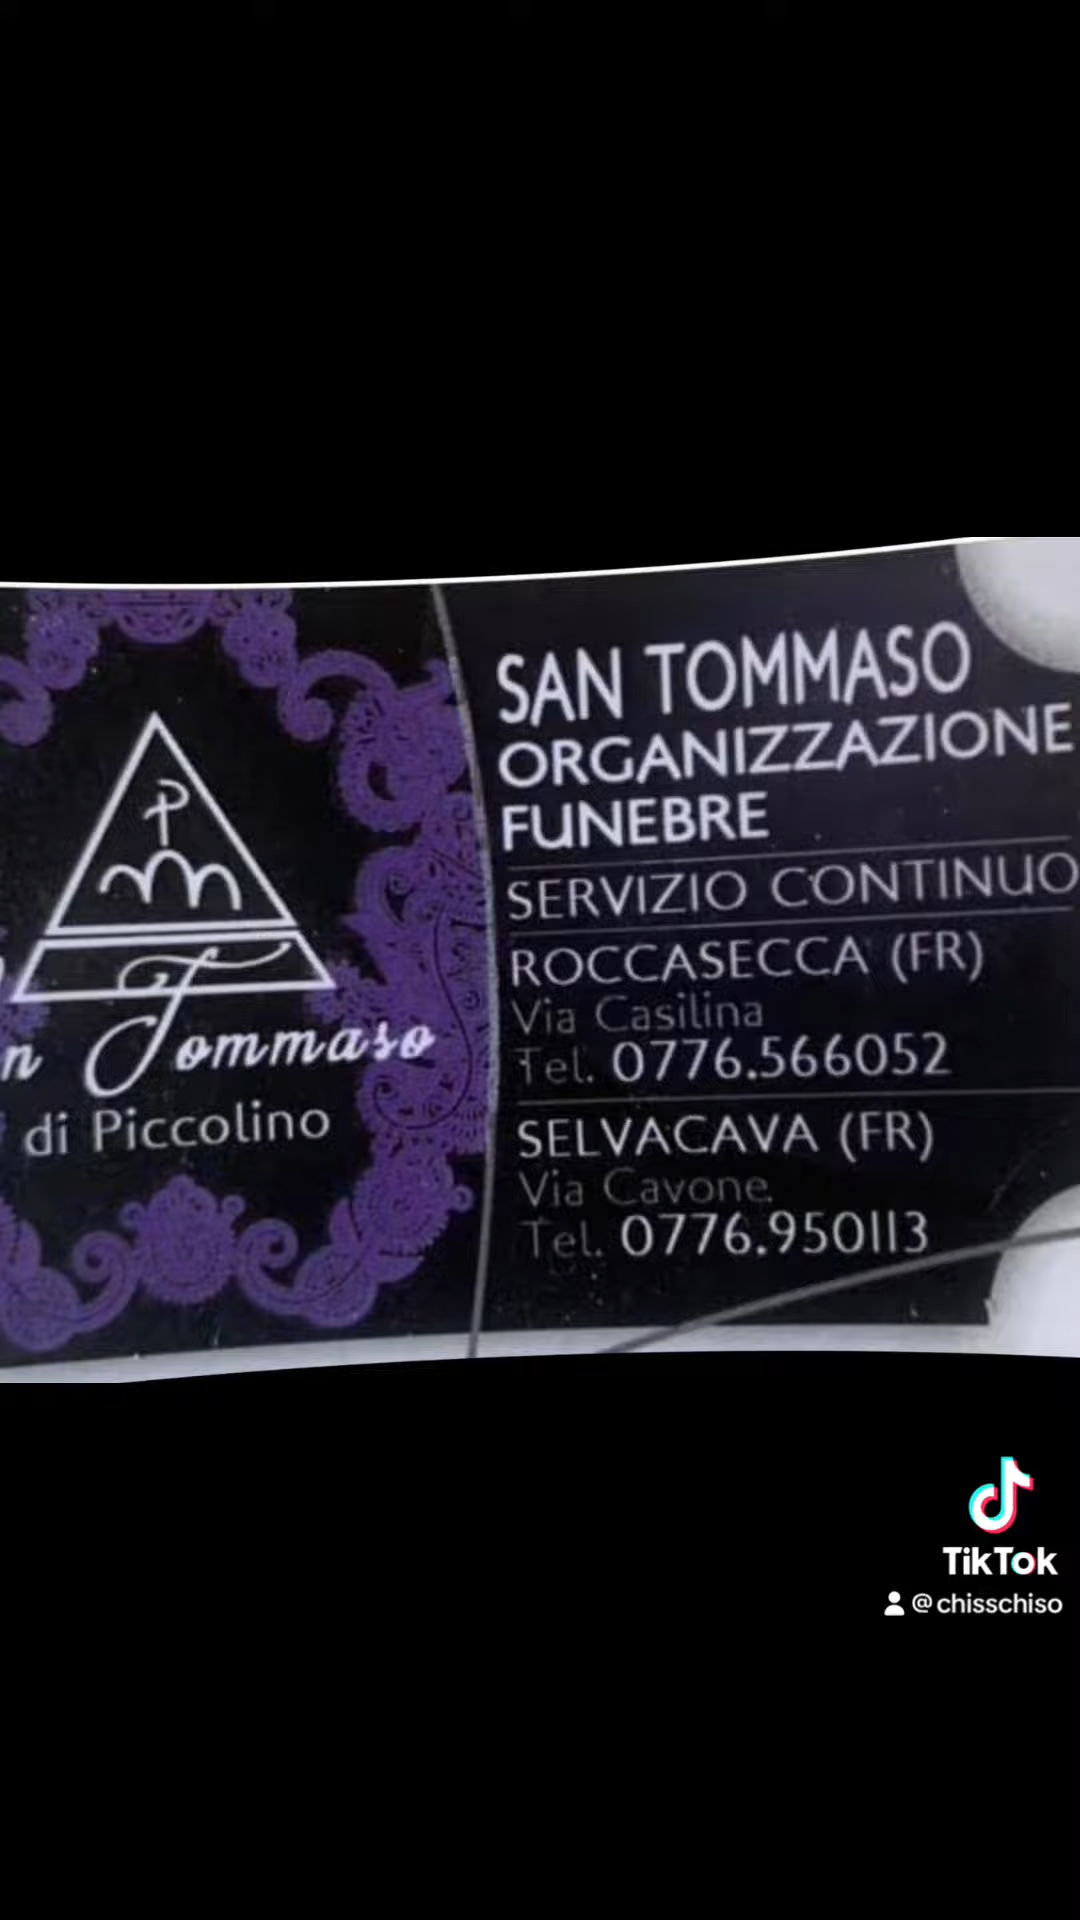 P
n Tommaso
di Piccolino
SAN TOMMASO
ORGANIZZAZIONE
FUNEBRE
SERVIZIO CONTINUO
ROCCASECCA (FR)
Via Casilina
Tel. 0776.566052
SELVACAVA (FR)
Via Cavone
Tel. 0776.950113
TikTok
@chisschiso